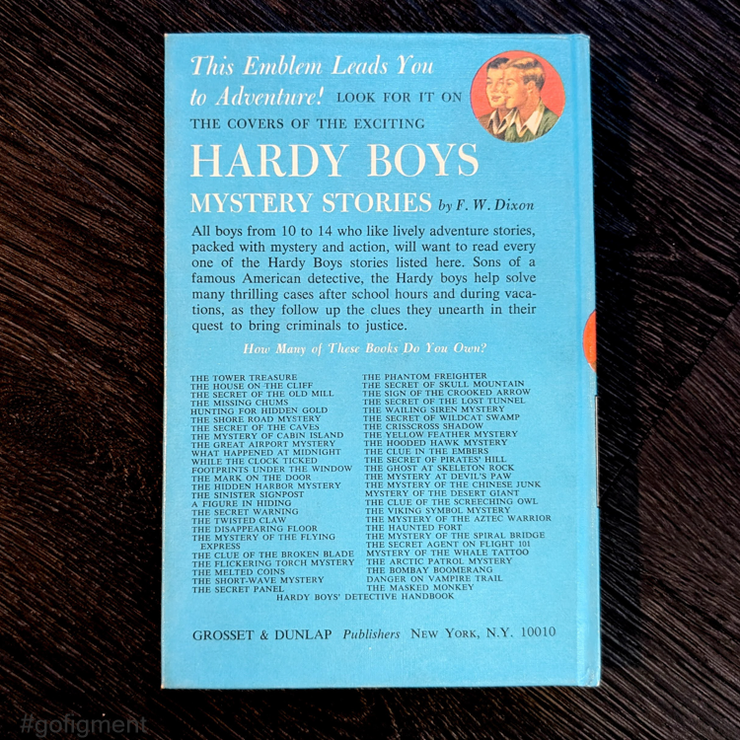 This Emblem Leads You
to Adventure! LOOK FOR IT ON
THE COVERS OF THE EXCITING
HARDY BOYS
MYSTERY STORIES by F. W. Dixon
All boys from 10 to 14 who like lively adventure stories,
packed with mystery and action, will want to read every
one of the Hardy Boys stories listed here. Sons of a
famous American detective, the Hardy boys help solve
many thrilling cases after school hours and during vaca-
tions, as they follow up the clues they unearth in their
quest to bring criminals to justice.
How Many of These Books Do You Own?
THE TOWER TREASURE
THE HOUSE ON THE CLIFF
THE SECRET OF THE OLD MILL
THE MISSING CHUMS
HUNTING FOR HIDDEN GOLD
THE SHORE ROAD MYSTERY
THE SECRET OF THE CAVES
THE MYSTERY OF CABIN ISLAND
THE GREAT AIRPORT MYSTERY
WHAT HAPPENED AT MIDNIGHT
WHILE THE CLOCK TICKED
FOOTPRINTS UNDER THE WINDOW
THE MARK ON THE DOOR
THE HIDDEN HARBOR MYSTERY
THE SINISTER SIGNPOST
A FIGURE IN HIDING
THE SECRET WARNING
THE TWISTED CLAW
THE DISAPPEARING FLOOR
THE MYSTERY OF THE FLYING
EXPRESS
THE CLUE OF THE BROKEN BLADE
THE FLICKERING TORCH MYSTERY
THE MELTED COINS
THE SHORT-WAVE MYSTERY
THE SECRET PANEL
THE PHANTOM FREIGHTER
THE SECRET OF SKULL MOUNTAIN
THE SIGN OF THE CROOKED ARROW
THE SECRET OF THE LOST TUNNEL
THE WAILING SIREN MYSTERY
THE SECRET OF WILDCAT SWAMP
THE CRISSCROSS SHADOW
THE YELLOW FEATHER MYSTERY
THE HOODED HAWK MYSTERY
THE CLUE IN THE EMBERS
THE SECRET OF PIRATES' HILL
THE GHOST AT SKELETON ROCK
THE MYSTERY AT DEVIL'S PAW
THE MYSTERY OF THE CHINESE JUNK
MYSTERY OF THE DESERT GIANT
THE CLUE OF THE SCREECHING OWL
THE VIKING SYMBOL MYSTERY
THE MYSTERY OF THE AZTEC WARRIOR
THE HAUNTED FORT
THE MYSTERY OF THE SPIRAL BRIDGE
THE SECRET AGENT ON FLIGHT 101
MYSTERY OF THE WHALE TATTOO
THE ARCTIC PATROL MYSTERY
THE BOMBAY BOOMERANG
DANGER ON VAMPIRE TRAIL
THE MASKED MONKEY
HARDY BOYS' DETECTIVE HANDBOOK
GROSSET & DUNLAP Publishers NEW YORK, N.Y. 10010
#gofigment